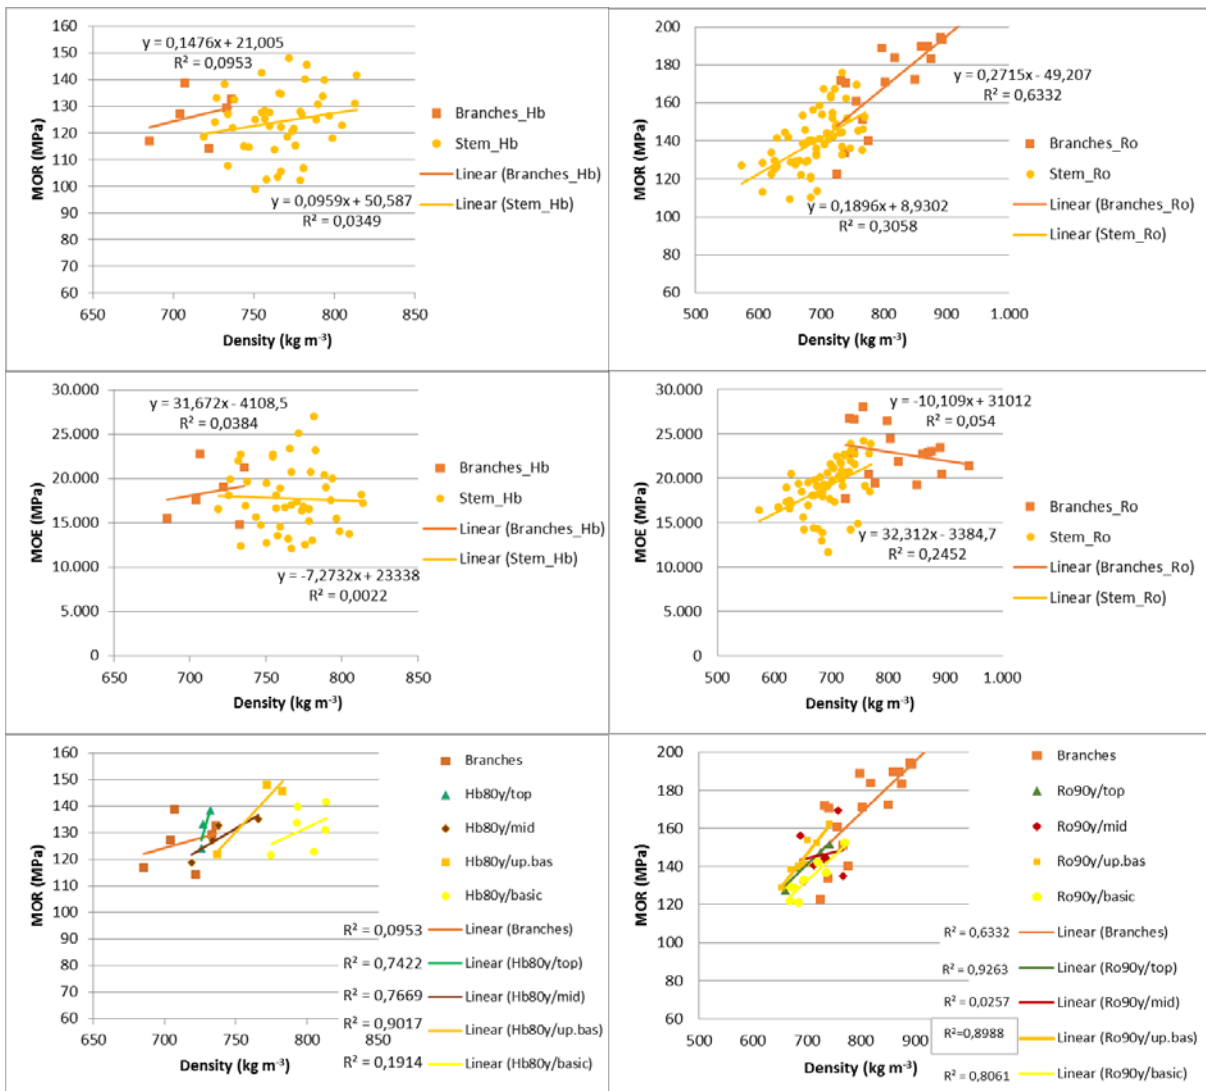 160
150
140
130
120
110
100
90
80
70
60
MOR (MPa)
y = 0,1476x + 21,005
R² = 0,0953
y = 0,0959x + 50,587
R² = 0,0349
650 700 750 800 850
Density (kg m⁻³)
Branches_Hb
Stem_Hb
Linear (Branches_Hb)
Linear (Stem_Hb)
200
180
160
140
120
100
80
60
MOR (MPa)
y = 0,2715x - 49,207
R² = 0,6332
y = 0,1896x + 8,9302
R² = 0,3058
500 600 700 800 900 1.000
Density (kg m⁻³)
Branches_Ro
Stem_Ro
Linear (Branches_Ro)
Linear (Stem_Ro)
30.000
25.000
20.000
15.000
10.000
5.000
0
MOE (MPa)
y = 31,672x - 4108,5
R² = 0,0384
y = -7,2732x + 23338
R² = 0,0022
650 700 750 800 850
Density (kg m⁻³)
Branches_Hb
Stem_Hb
Linear (Branches_Hb)
Linear (Stem_Hb)
30.000
25.000
20.000
15.000
10.000
5.000
0
MOE (MPa)
y = -10,109x + 31012
R² = 0,054
y = 32,312x - 3384,7
R² = 0,2452
500 600 700 800 900 1.000
Density (kg m⁻³)
Branches_Ro
Stem_Ro
Linear (Branches_Ro)
Linear (Stem_Ro)
160
150
140
130
120
110
100
90
80
70
60
MOR (MPa)
650 700 750 800 850
Density (kg m⁻³)
Branches
Hb80y/top
Hb80y/mid
Hb80y/up.bas
Hb80y/basic
R² = 0,0953 Linear (Branches)
R² = 0,7422 Linear (Hb80y/top)
R² = 0,7669 Linear (Hb80y/mid)
R² = 0,9017 Linear (Hb80y/up.bas)
R² = 0,1914 Linear (Hb80y/basic)
200
180
160
140
120
100
80
60
MOR (MPa)
500 600 700 800 900
Density (kg m⁻³)
Branches
Ro90y/top
Ro90y/mid
Ro90y/up.bas
Ro90y/basic
R² = 0,6332 Linear (Branches)
R² = 0,9263 Linear (Ro90y/top)
R² = 0,0257 Linear (Ro90y/mid)
R²=0,8988 Linear (Ro90y/up.bas)
R² = 0,8061 Linear (Ro90y/basic)